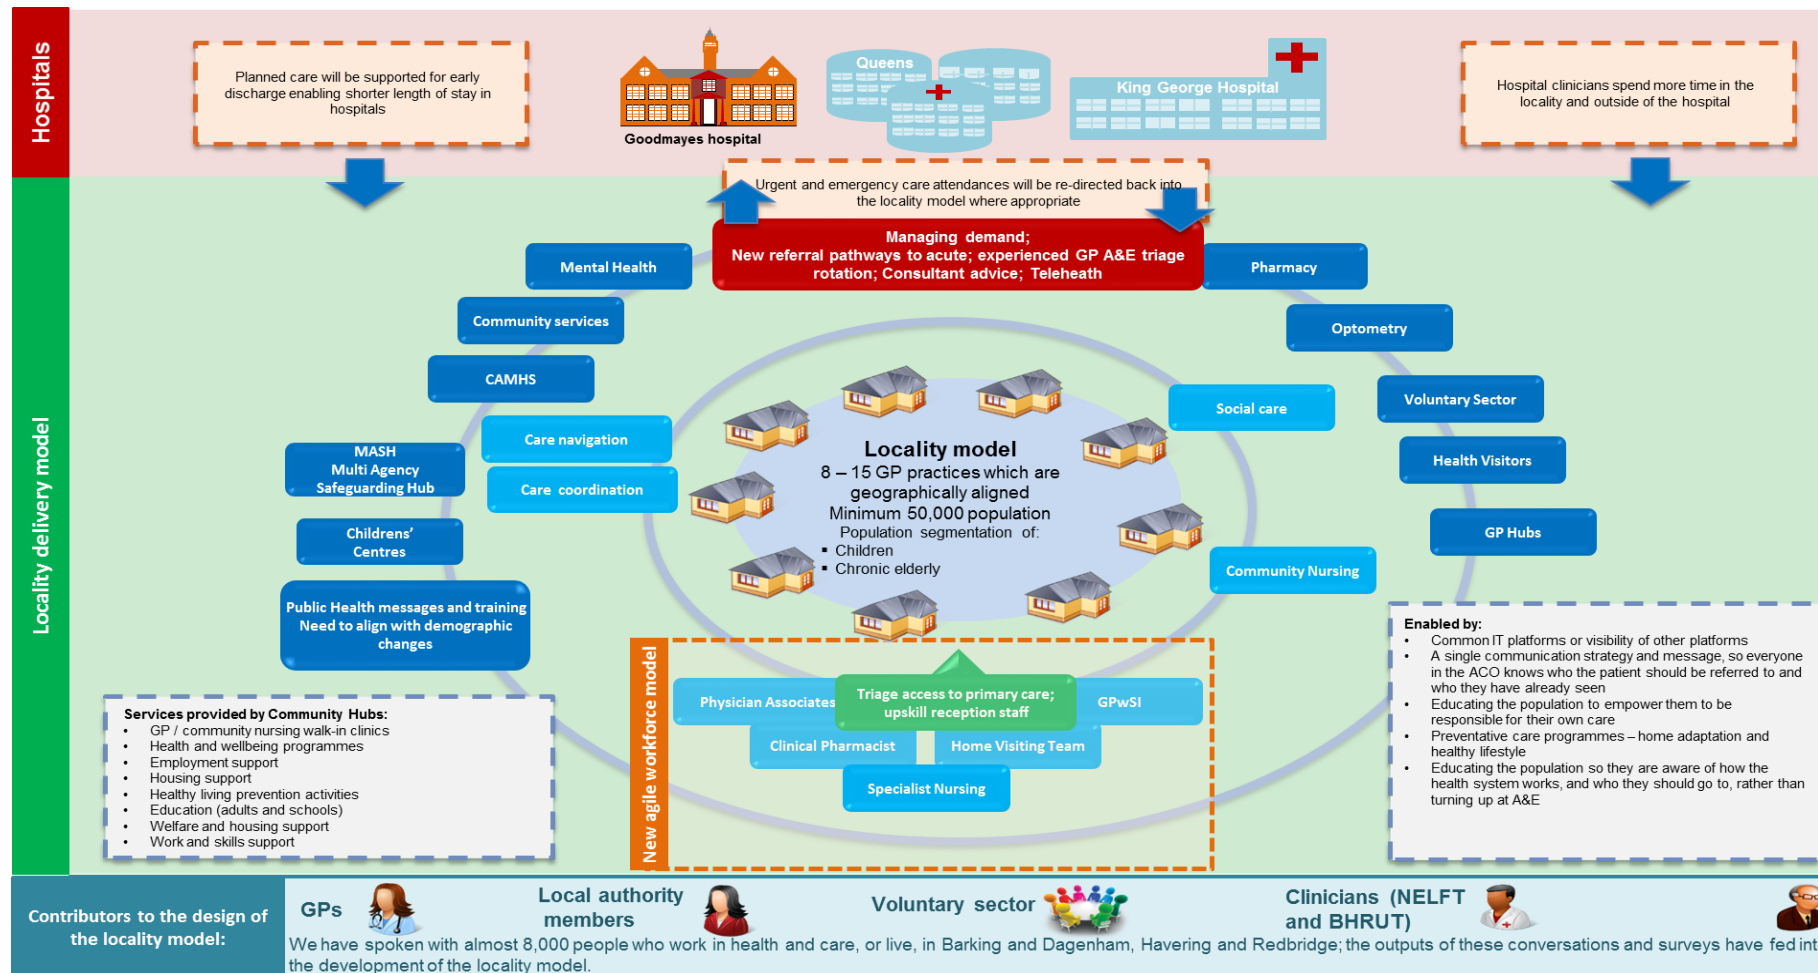 Hospitals
Planned care will be supported for early
discharge enabling shorter length of stay in
hospitals
Goodmayes hospital
Queens
King George Hospital
Hospital clinicians spend more time in the
locality and outside of the hospital
Urgent and emergency care attendances will be re-directed back into
the locality model where appropriate
Locality delivery model
Managing demand;
New referral pathways to acute; experienced GP A&E triage
rotation; Consultant advice; Teleheath
Mental Health
Community services
CAMHS
Care navigation
Care coordination
MASH
Multi Agency
Safeguarding Hub
Childrens’
Centres
Public Health messages and training
Need to align with demographic
changes
Pharmacy
Optometry
Voluntary Sector
Social care
Health Visitors
GP Hubs
Community Nursing
Locality model
8 – 15 GP practices which are
geographically aligned
Minimum 50,000 population
Population segmentation of:
▪ Children
▪ Chronic elderly
New agile workforce model
Physician Associates
Triage access to primary care;
upskill reception staff
GPwSI
Clinical Pharmacist
Home Visiting Team
Specialist Nursing
Services provided by Community Hubs:
• GP / community nursing walk-in clinics
• Health and wellbeing programmes
• Employment support
• Housing support
• Healthy living prevention activities
• Education (adults and schools)
• Welfare and housing support
• Work and skills support
Enabled by:
• Common IT platforms or visibility of other platforms
• A single communication strategy and message, so everyone
in the ACO knows who the patient should be referred to and
who they have already seen
• Educating the population to empower them to be
responsible for their own care
• Preventative care programmes – home adaptation and
healthy lifestyle
• Educating the population so they are aware of how the
health system works, and who they should go to, rather than
turning up at A&E
Contributors to the design of
the locality model:
GPs
Local authority
members
Voluntary sector
Clinicians (NELFT
and BHRUT)
We have spoken with almost 8,000 people who work in health and care, or live, in Barking and Dagenham, Havering and Redbridge; the outputs of these conversations and surveys have fed int
the development of the locality model.